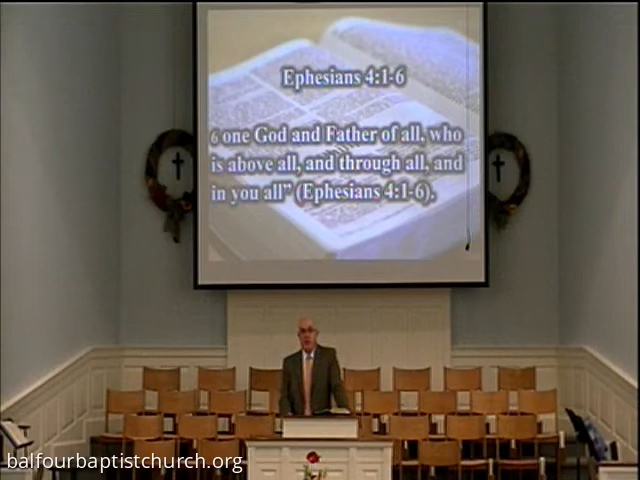 Ephesians 4:1-6
6 one God and Father of all, who
is above all, and through all, and
in you all” (Ephesians 4:1-6).
balfourbaptistchurch.org